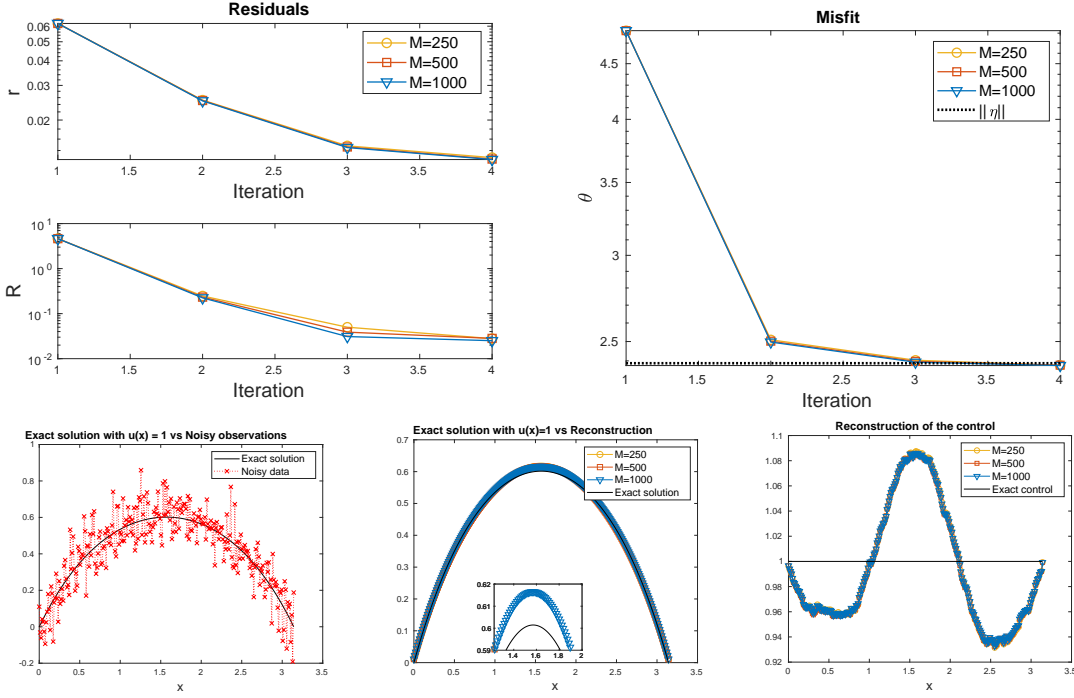 Residuals
0.06
0.05
0.04
0.03
0.02
r
M=250
M=500
M=1000
1
1.5
2
2.5
3
3.5
4
Iteration
10^1
10^0
10^-1
10^-2
R
1
1.5
2
2.5
3
3.5
4
Iteration
Misfit
4.5
3.5
2.5
θ
M=250
M=500
M=1000
|| η||
1
1.5
2
2.5
3
3.5
4
Iteration
Exact solution with u(x) = 1 vs Noisy observations
1
0.8
0.6
0.4
0.2
0
-0.2
Exact solution
Noisy data
0
0.5
1
1.5
2
2.5
3
3.5
x
Exact solution with u(x)=1 vs Reconstruction
0.7
0.6
0.5
0.4
0.3
0.2
0.1
0
M=250
M=500
M=1000
Exact solution
0.62
0.61
0.6
0.59
1.4
1.6
1.8
2
0
0.5
1
1.5
2
2.5
3
3.5
x
Reconstruction of the control
1.1
1.08
1.06
1.04
1.02
1
0.98
0.96
0.94
0.92
M=250
M=500
M=1000
Exact control
0
0.5
1.0
1.5
2.0
2.5
3.0
3.5
x